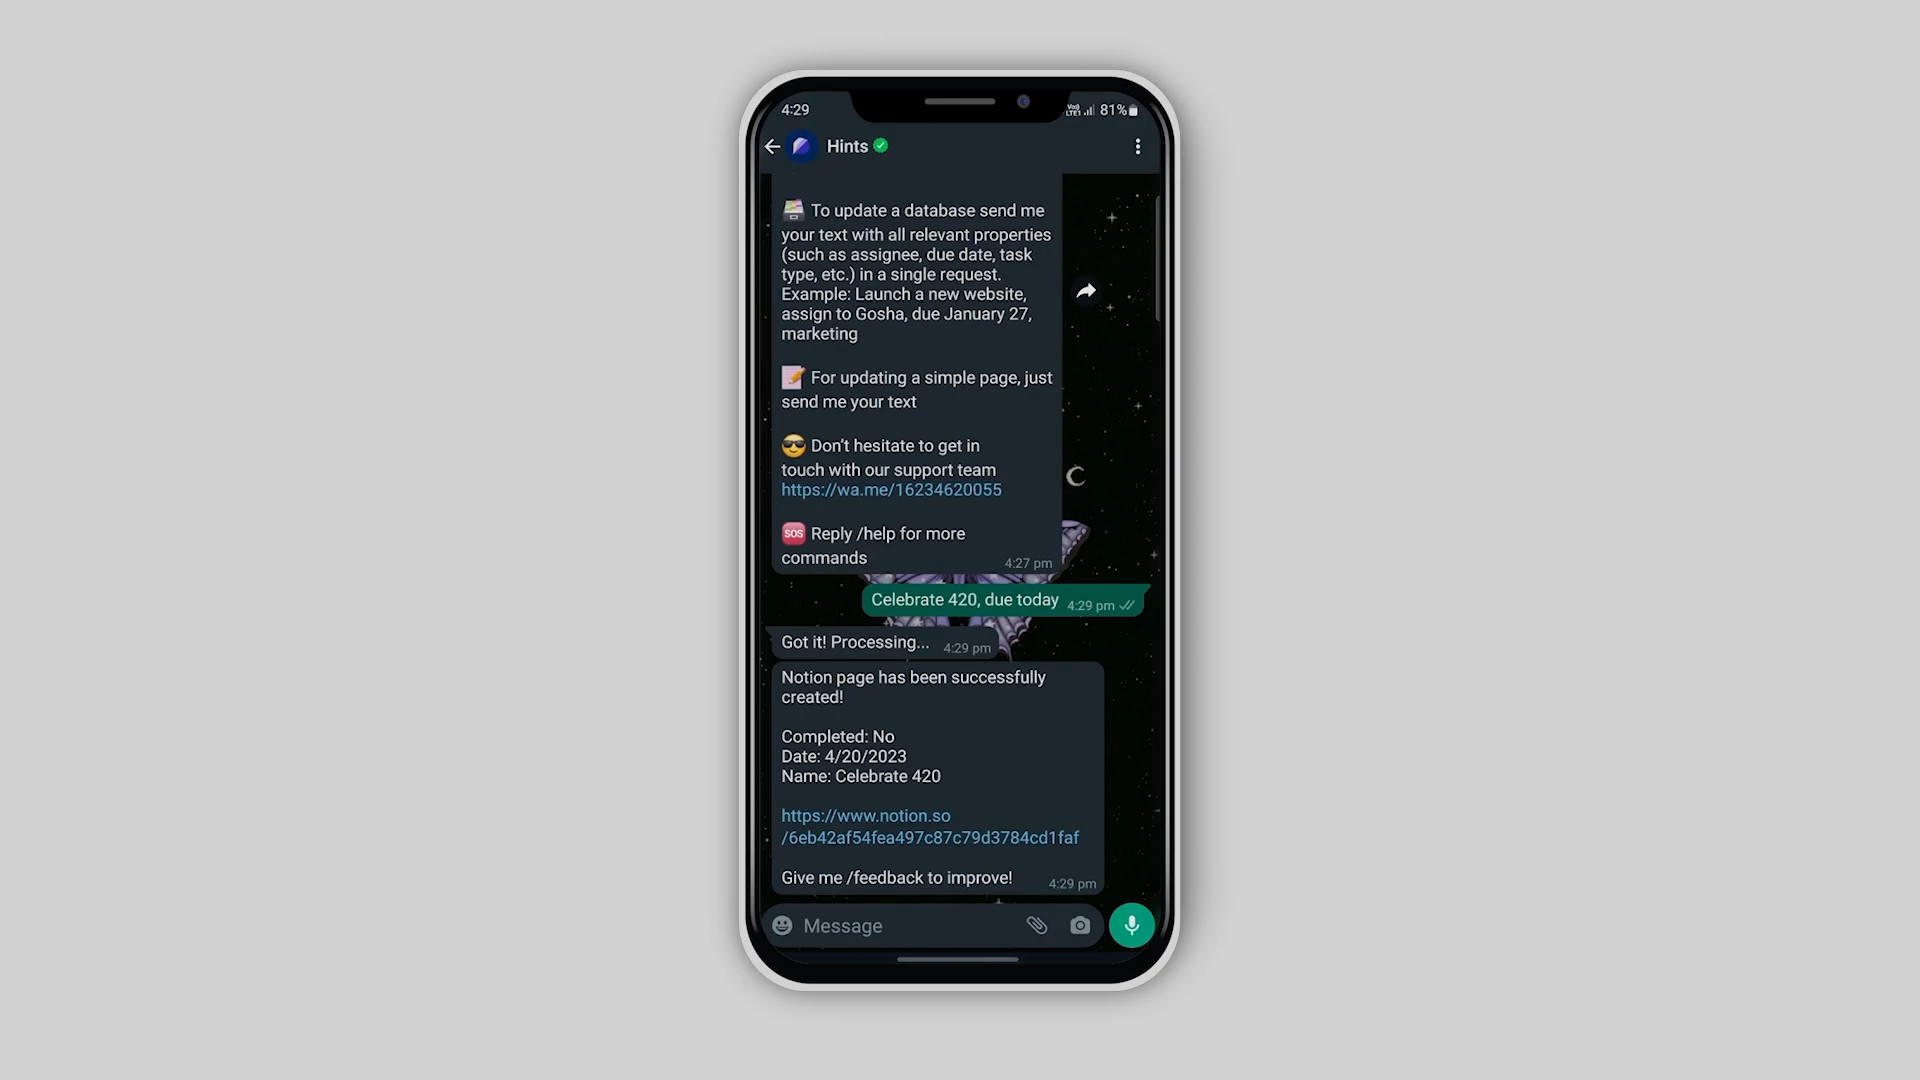 4:29
Vo))
LTE1
81%
Hints
To update a database send me
your text with all relevant properties
(such as assignee, due date, task
type, etc.) in a single request.
Example: Launch a new website,
assign to Gosha, due January 27,
marketing
For updating a simple page, just
send me your text
Don't hesitate to get in
touch with our support team
https://wa.me/16234620055
SOS Reply /help for more
commands
4:27 pm
Celebrate 420, due today 4:29 pm
Got it! Processing... 4:29 pm
Notion page has been successfully
created!
Completed: No
Date: 4/20/2023
Name: Celebrate 420
https://www.notion.so
/6eb42af54fea497c87c79d3784cd1faf
Give me /feedback to improve! 4:29 pm
Message